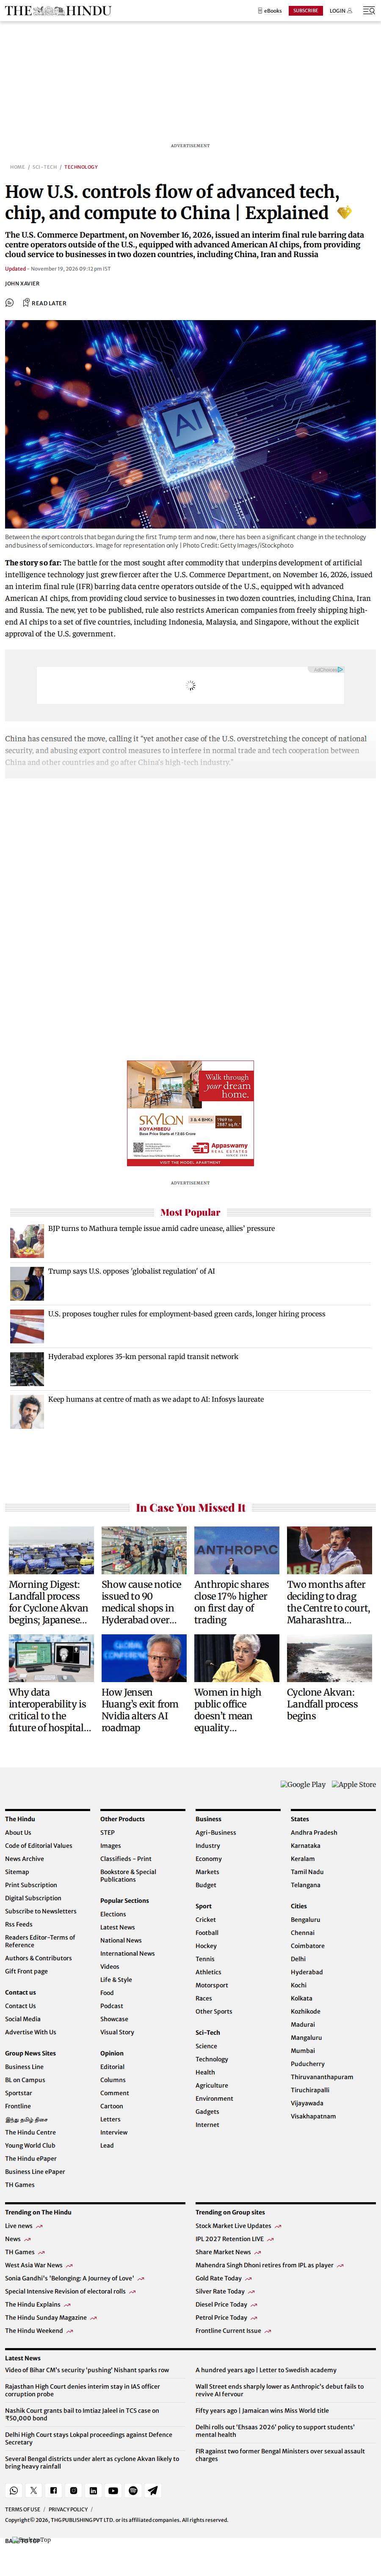 THE HINDU
eBooks
SUBSCRIBE
LOGIN
ADVERTISEMENT
HOME / SCI-TECH / TECHNOLOGY
How U.S. controls flow of advanced tech,
chip, and compute to China | Explained
The U.S. Commerce Department, on November 16, 2026, issued an interim final rule barring data
centre operators outside of the U.S., equipped with advanced American AI chips, from providing
cloud service to businesses in two dozen countries, including China, Iran and Russia
Updated - November 19, 2026 09:12 pm IST
JOHN XAVIER
READ LATER
AI
Between the export controls that began during the first Trump term and now, there has been a significant change in the technology
and business of semiconductors. Image for representation only | Photo Credit: Getty Images/iStockphoto
The story so far: The battle for the most sought after commodity that underpins development of artificial
intelligence technology just grew fiercer after the U.S. Commerce Department, on November 16, 2026, issued
an interim final rule (IFR) barring data centre operators outside of the U.S., equipped with advanced
American AI chips, from providing cloud service to businesses in two dozen countries, including China, Iran
and Russia. The new, yet to be published, rule also restricts American companies from freely shipping high-
end AI chips to a set of five countries, including Indonesia, Malaysia, and Singapore, without the explicit
approval of the U.S. government.
AdChoices
China has censured the move, calling it "yet another case of the U.S. overstretching the concept of national
security, and abusing export control measures to interfere in normal trade and tech cooperation between
China and other countries and go after China's high-tech industry."
Walk through
your dream
home.
SKYLON
KOYAMBEDU
Base Price Starts @ ₹3.60 Crore
3 & 4 BHKs
Appaswamy
REAL ESTATES
VISIT THE MODEL APARTMENT
ADVERTISEMENT
Most Popular
BJP turns to Mathura temple issue amid cadre unease, allies' pressure
Trump says U.S. opposes 'globalist regulation' of AI
U.S. proposes tougher rules for employment-based green cards, longer hiring process
Hyderabad explores 35-km personal rapid transit network
Keep humans at centre of math as we adapt to AI: Infosys laureate
In Case You Missed It
ANTHROPIC
Morning Digest:
Landfall process
for Cyclone Akvan
begins; Japanese...
Show cause notice
issued to 90
medical shops in
Hyderabad over...
Anthropic shares
close 17% higher
on first day of
trading
Two months after
deciding to drag
the Centre to court,
Maharashtra...
Why data
interoperability is
critical to the
future of hospital...
How Jensen
Huang's exit from
Nvidia alters AI
roadmap
Women in high
public office
doesn't mean
equality...
Cyclone Akvan:
Landfall process
begins
Google Play
Apple Store
The Hindu
About Us
Code of Editorial Values
News Archive
Sitemap
Print Subscription
Digital Subscription
Subscribe to Newsletters
Rss Feeds
Readers Editor-Terms of
Reference
Authors & Contributors
Gift Front page
Contact us
Contact Us
Social Media
Advertise With Us
Group News Sites
Business Line
BL on Campus
Sportstar
Frontline
இந்து தமிழ் திசை
The Hindu Centre
Young World Club
The Hindu ePaper
Business Line ePaper
TH Games
Other Products
STEP
Images
Classifieds - Print
Bookstore & Special
Publications
Popular Sections
Elections
Latest News
National News
International News
Videos
Life & Style
Food
Podcast
Showcase
Visual Story
Opinion
Editorial
Columns
Comment
Cartoon
Letters
Interview
Lead
Business
Agri-Business
Industry
Economy
Markets
Budget
Sport
Cricket
Football
Hockey
Tennis
Athletics
Motorsport
Races
Other Sports
Sci-Tech
Science
Technology
Health
Agriculture
Environment
Gadgets
Internet
States
Andhra Pradesh
Karnataka
Keralam
Tamil Nadu
Telangana
Cities
Bengaluru
Chennai
Coimbatore
Delhi
Hyderabad
Kochi
Kolkata
Kozhikode
Madurai
Mangaluru
Mumbai
Puducherry
Thiruvananthapuram
Tiruchirapalli
Vijayawada
Visakhapatnam
Trending on The Hindu
Live news
News
TH Games
West Asia War News
Sonia Gandhi's 'Belonging: A Journey of Love'
Special Intensive Revision of electoral rolls
The Hindu Explains
The Hindu Sunday Magazine
The Hindu Weekend
Trending on Group sites
Stock Market Live Updates
IPL 2027 Retention LIVE
Share Market News
Mahendra Singh Dhoni retires from IPL as player
Gold Rate Today
Silver Rate Today
Diesel Price Today
Petrol Price Today
Frontline Current Issue
Latest News
Video of Bihar CM's security 'pushing' Nishant sparks row
Rajasthan High Court denies interim stay in IAS officer
corruption probe
Nashik Court grants bail to Imtiaz Jaleel in TCS case on
₹50,000 bond
Delhi High Court stays Lokpal proceedings against Defence
Secretary
Several Bengal districts under alert as cyclone Akvan likely to
bring heavy rainfall
A hundred years ago | Letter to Swedish academy
Wall Street ends sharply lower as Anthropic's debut fails to
revive AI fervour
Fifty years ago | Jamaican wins Miss World title
Delhi rolls out 'Ehsaas 2026' policy to support students'
mental health
FIR against two former Bengal Ministers over sexual assault
charges
TERMS OF USE / PRIVACY POLICY /
Copyright© 2026, THG PUBLISHING PVT LTD. or its affiliated companies. All rights reserved.
BACK TO TOP